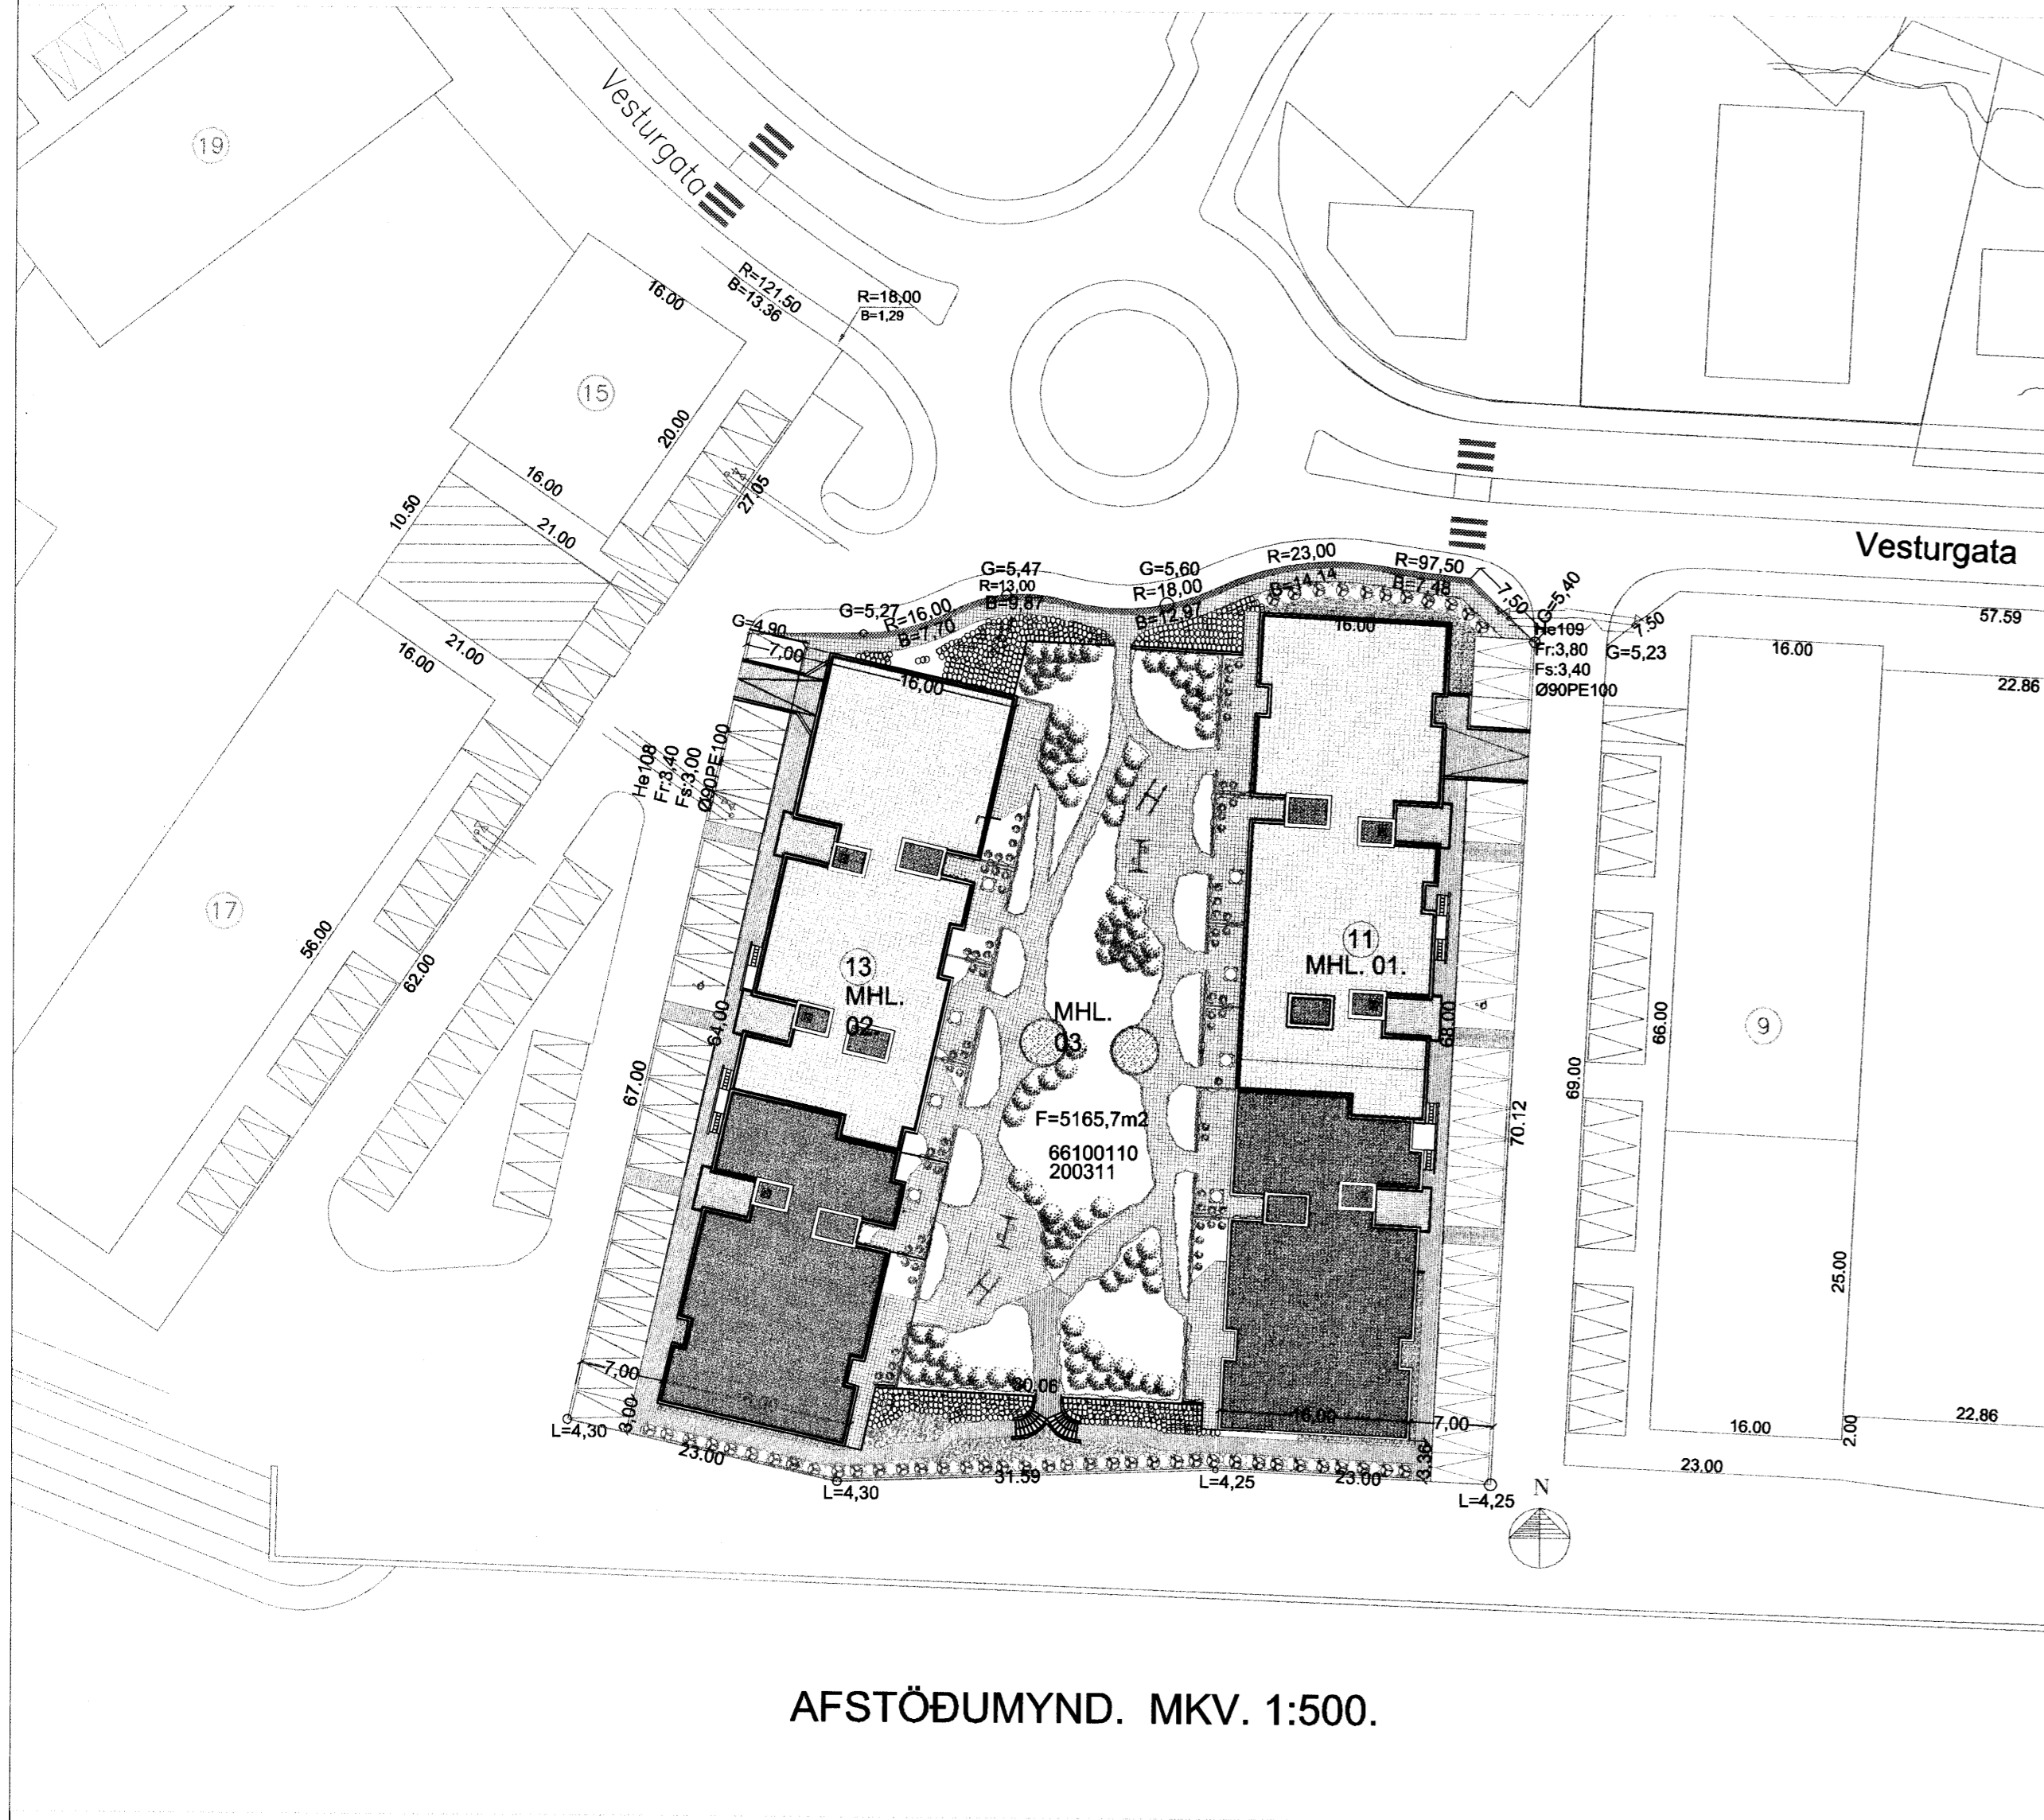 Vesturgata
19
R=121.50
B=13.36
R=18,00
B=1,29
16.00
15
20.00
16.00
27.05
10.50
21.00
Vesturgata
G=5,47
R=13,00
B=9,87
G=5,60
R=18,00
B=12,97
R=23,00
B=14,14
R=97,50
B=7,48
7,50
G=5,40
He109
Fr:3,80
Fs:3,40
Ø90PE100
7.50
G=5,23
57.59
G=5,27
R=16,00
B=7,70
G=4,90
7,00
16,00
16.00
16.00
22.86
21.00
16.00
He108
Fr:3,40
Fs:3,00
Ø90PE100
17
56.00
62.00
13
MHL.
02
11
MHL. 01.
MHL.
03
64,00
67.00
68.00
66.00
9
69.00
70.12
F=5165,7m2
66100110
200311
25.00
7,00
3,00
L=4,30
23.00
L=4,30
31.59
L=4,25
16,00
7,00
3.36
23.00
L=4,25
16.00
2.00
22.86
23.00
N
AFSTÖÐUMYND. MKV. 1:500.